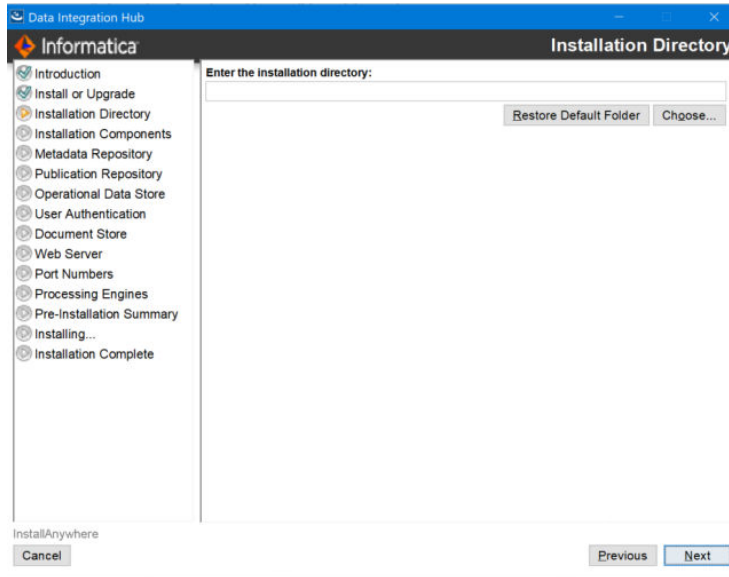 Data Integration Hub
Informatica
Installation Directory
Introduction
Install or Upgrade
Installation Directory
Installation Components
Metadata Repository
Publication Repository
Operational Data Store
User Authentication
Document Store
Web Server
Port Numbers
Processing Engines
Pre-Installation Summary
Installing...
Installation Complete
Enter the installation directory:
Restore Default Folder Choose...
InstallAnywhere
Cancel Previous Next